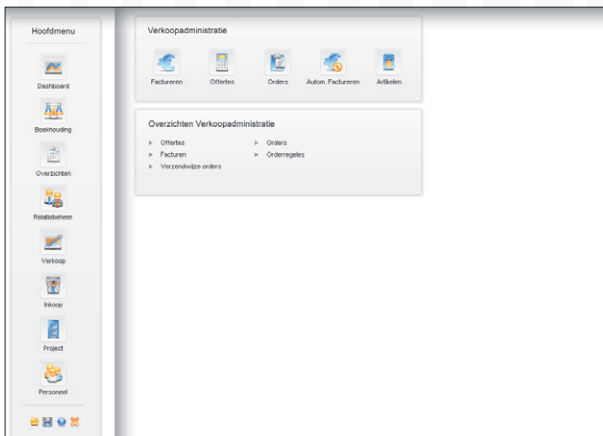 Hoofdmenu
Dashboard
Boekhouding
Overzichten
Relatiebeheer
Verkoop
Inkoop
Project
Personeel
Verkoopadministratie
Factureren
Offertes
Orders
Autom. Factureren
Artikelen
Overzichten Verkoopadministratie
Offertes
Orders
Facturen
Orderregeles
Verzendwijze orders